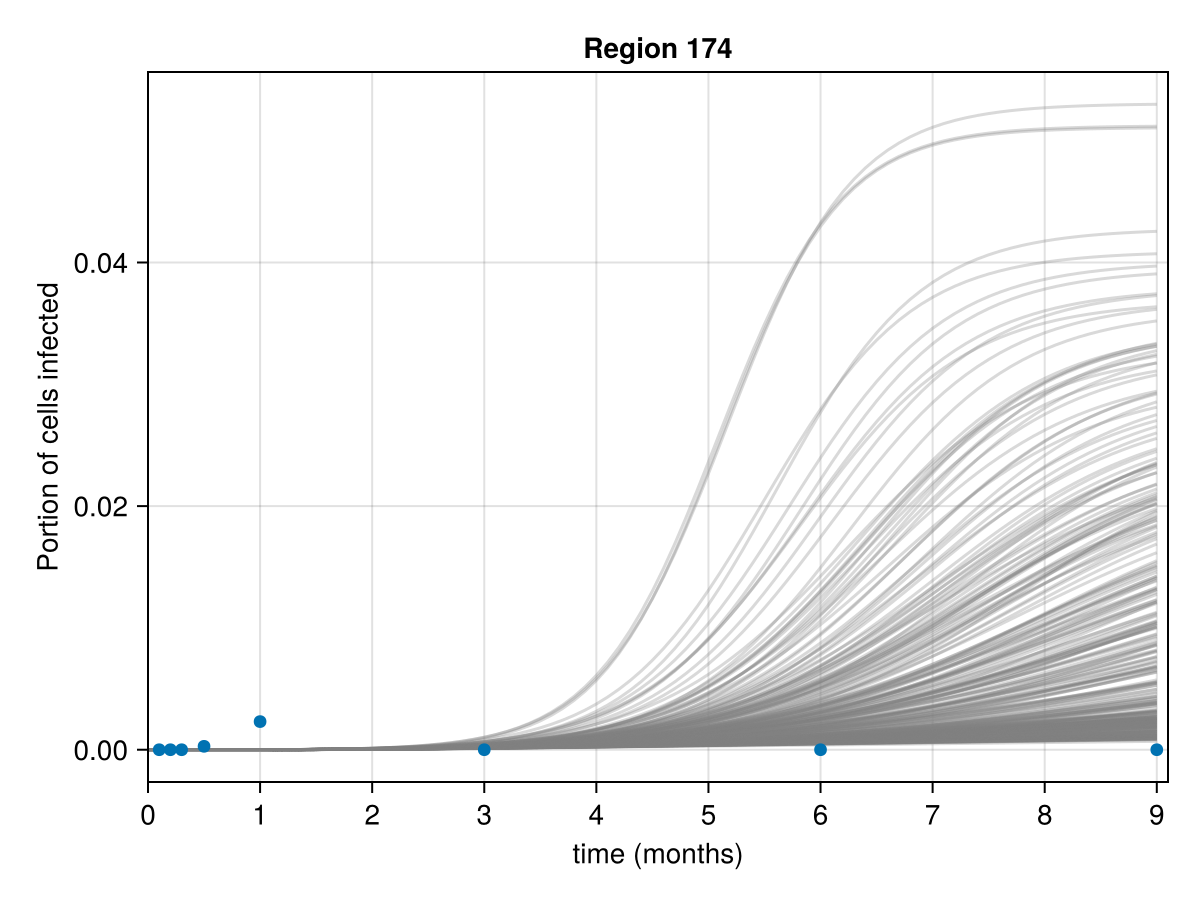 Region 174
Portion of cells infected
0.04
0.02
0.00
0 1 2 3 4 5 6 7 8 9
time (months)